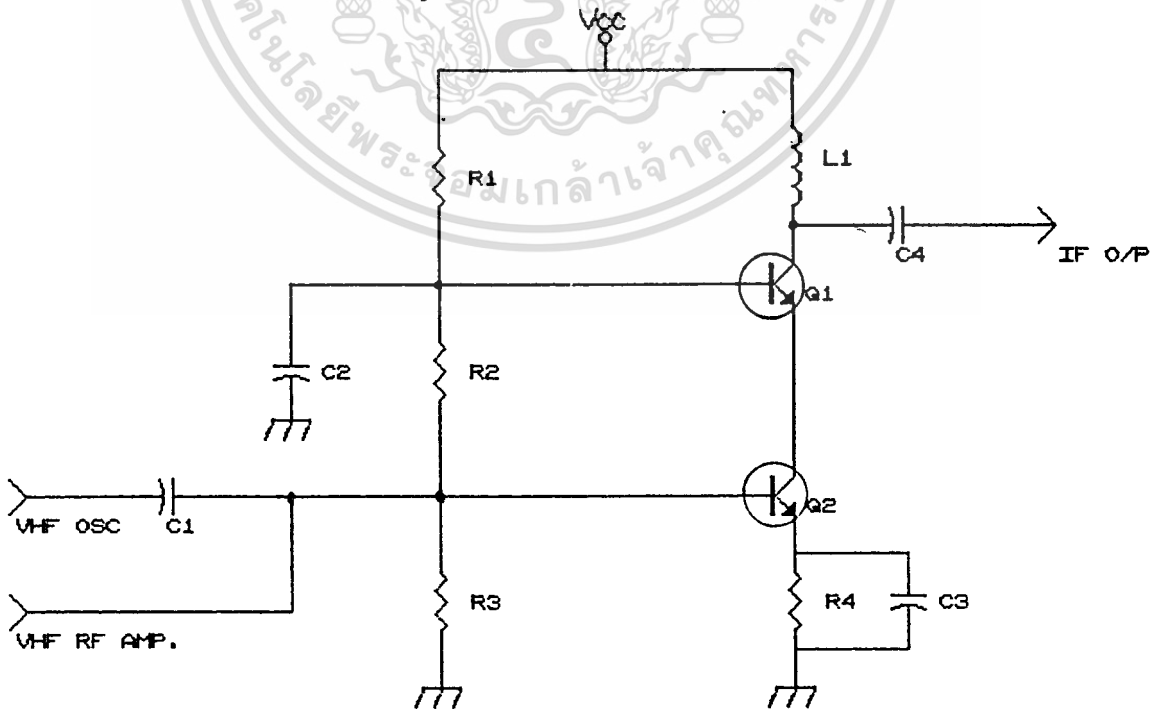 VCC
R1
L1
C4
IF O/P
Q1
C2
R2
VHF OSC
C1
Q2
VHF RF AMP.
R3
R4
C3